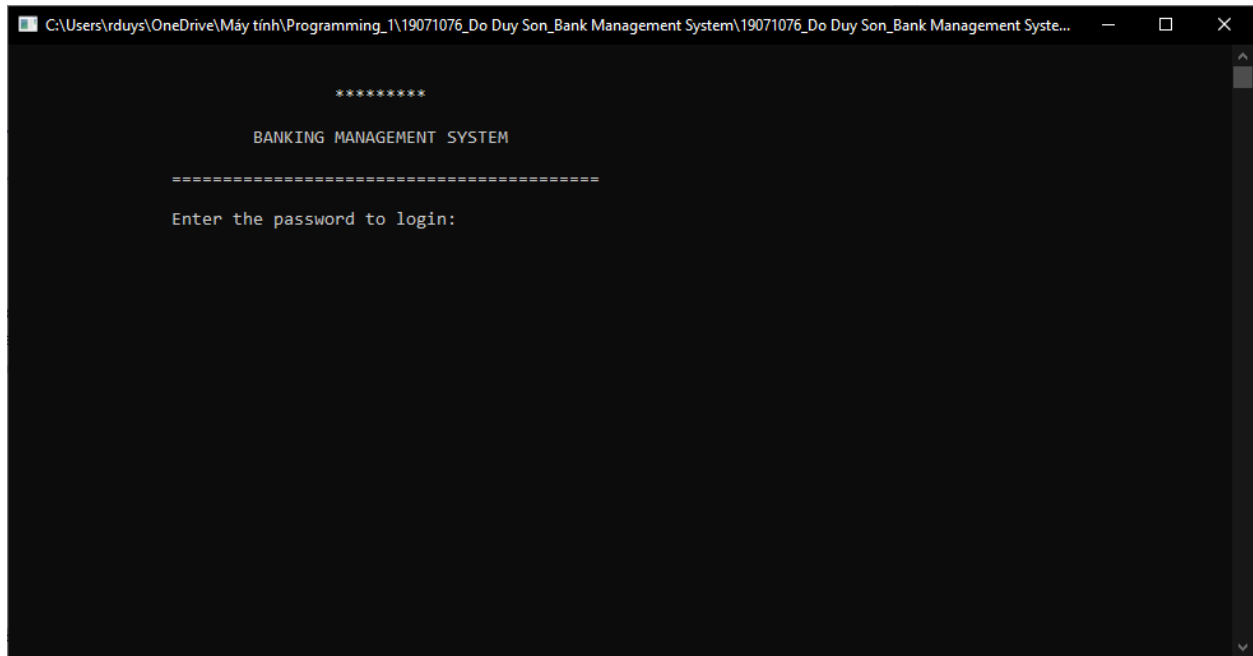 C:\Users\rduys\OneDrive\Máy tính\Programming_1\19071076_Do Duy Son_Bank Management System\19071076_Do Duy Son_Bank Management Syste...
*********
BANKING MANAGEMENT SYSTEM
==========================================
Enter the password to login: